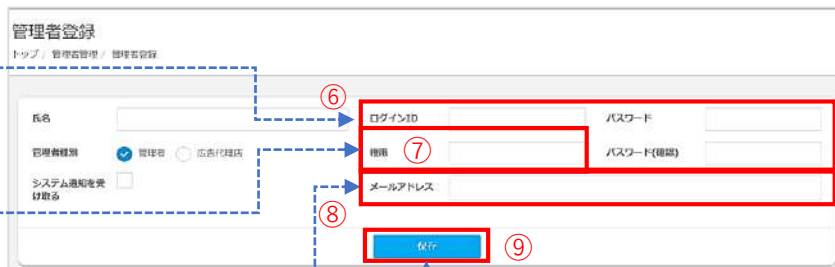 管理者登録
トップ / 管理者管理 / 管理者登録
⑥
氏名 ログインID パスワード
管理者種別 管理者 広告代理店 権限 ⑦ パスワード(確認)
システム通知を受
け取る
メールアドレス
⑧
保存 ⑨